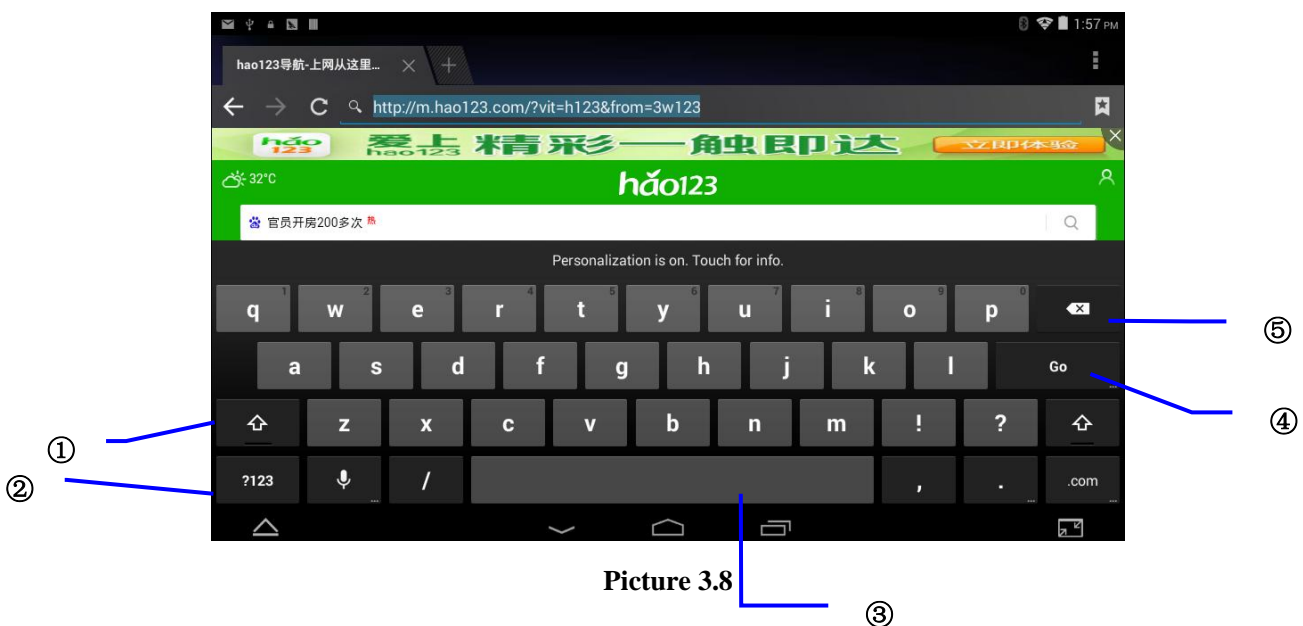 1:57 PM
hao123导航-上网从这里...
http://m.hao123.com/?vit=h123&from=3w123
hǎo 123 爱上 hao123 精彩一触即达 立即体验
32°C hǎo123
官员开房200多次 热
Personalization is on. Touch for info.
q 1 w 2 e 3 r 4 t 5 y 6 u 7 i 8 o 9 p 0
⑤
a s d f g h j k l Go ...
④
z x c v b n m ! ?
①
?123 ... / , . ... .com ...
②
Picture 3.8
③